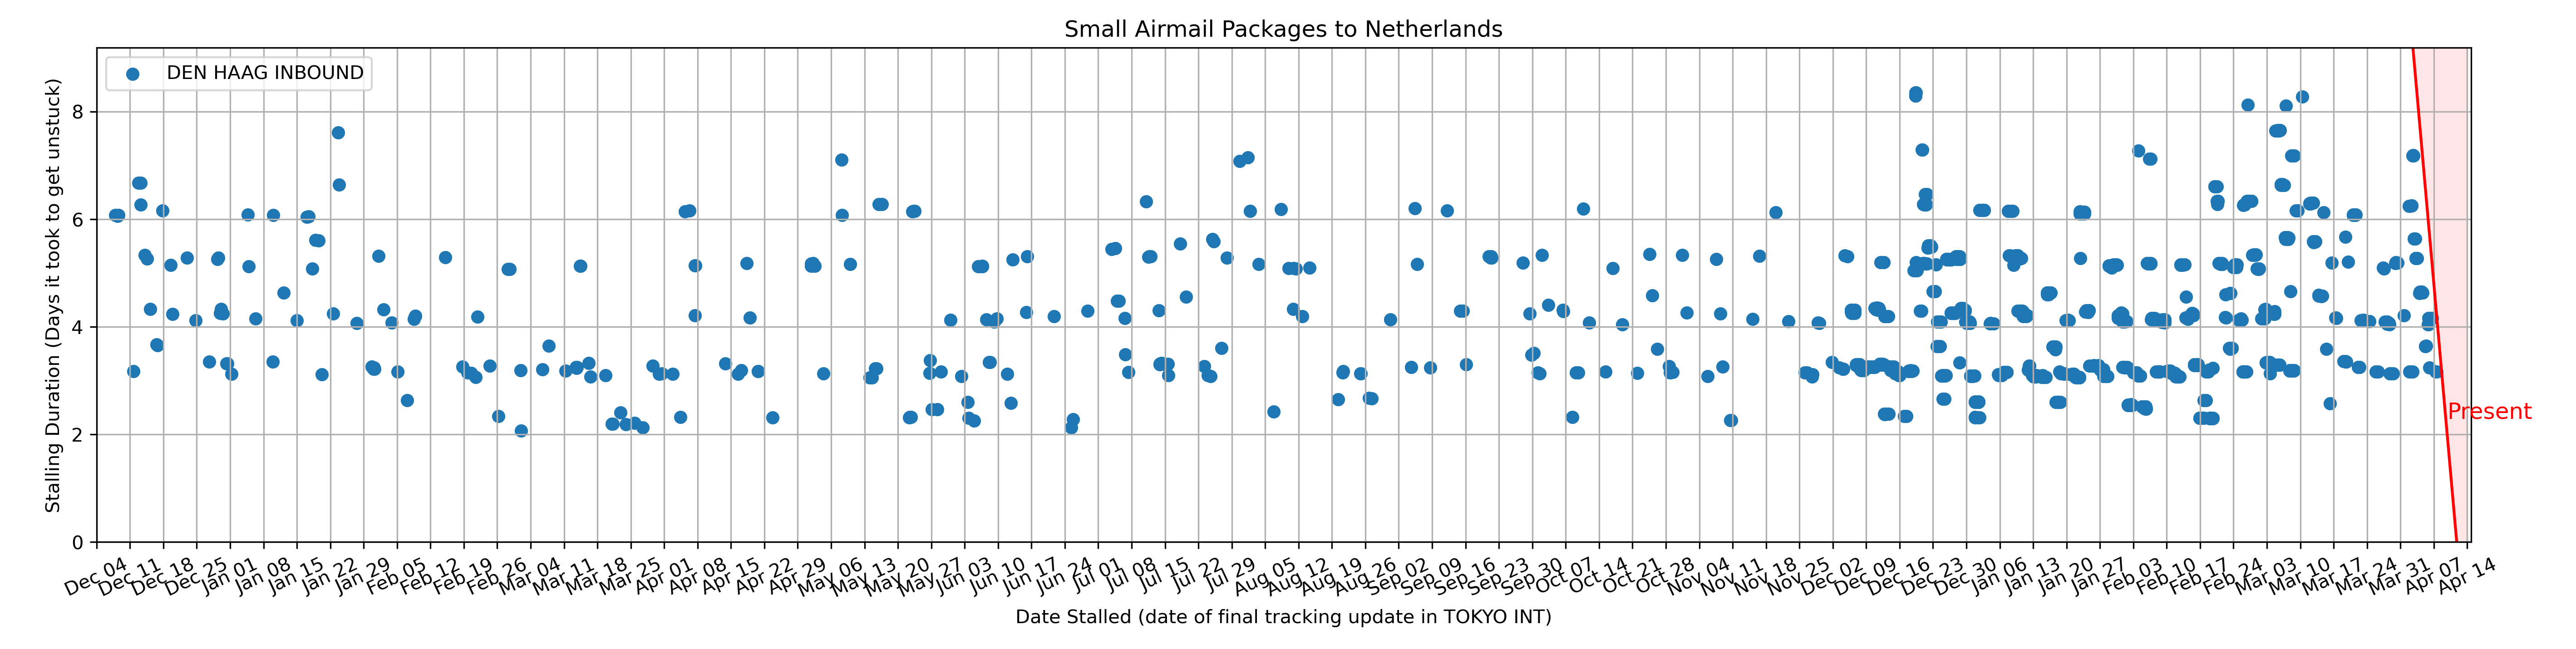 Small Airmail Packages to Netherlands
DEN HAAG INBOUND
Stalling Duration (Days it took to get unstuck)
8
6
4
2
0
Present
Dec 04
Dec 11
Dec 18
Dec 25
Jan 01
Jan 08
Jan 15
Jan 22
Jan 29
Feb 05
Feb 12
Feb 19
Feb 26
Mar 04
Mar 11
Mar 18
Mar 25
Apr 01
Apr 08
Apr 15
Apr 22
Apr 29
May 06
May 13
May 20
May 27
Jun 03
Jun 10
Jun 17
Jun 24
Jul 01
Jul 08
Jul 15
Jul 22
Jul 29
Aug 05
Aug 12
Aug 19
Aug 26
Sep 02
Sep 09
Sep 16
Sep 23
Sep 30
Oct 07
Oct 14
Oct 21
Oct 28
Nov 04
Nov 11
Nov 18
Nov 25
Dec 02
Dec 09
Dec 16
Dec 23
Dec 30
Jan 06
Jan 13
Jan 20
Jan 27
Feb 03
Feb 10
Feb 17
Feb 24
Mar 03
Mar 10
Mar 17
Mar 24
Mar 31
Apr 07
Apr 14
Date Stalled (date of final tracking update in TOKYO INT)